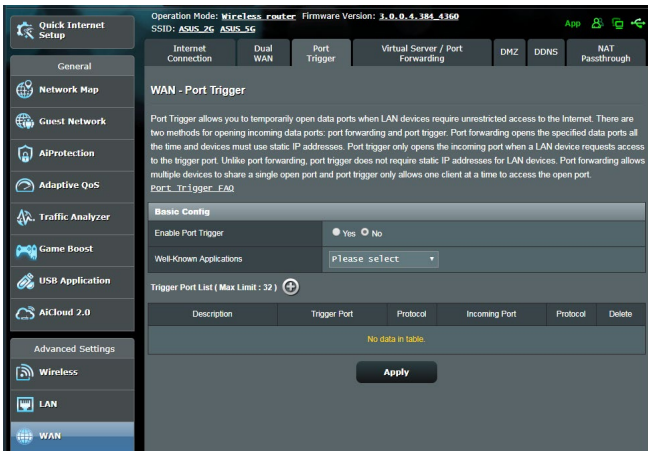 Quick Internet
Setup
Operation Mode: Wireless router Firmware Version: 3.0.0.4.384_4360
SSID: ASUS_2G ASUS_5G
App
Internet
Connection
Dual
WAN
Port
Trigger
Virtual Server / Port
Forwarding
DMZ
DDNS
NAT
Passthrough
General
Network Map
Guest Network
AiProtection
Adaptive QoS
Traffic Analyzer
Game Boost
USB Application
AiCloud 2.0
Advanced Settings
Wireless
LAN
WAN
WAN - Port Trigger
Port Trigger allows you to temporarily open data ports when LAN devices require unrestricted access to the Internet. There are
two methods for opening incoming data ports: port forwarding and port trigger. Port forwarding opens the specified data ports all
the time and devices must use static IP addresses. Port trigger only opens the incoming port when a LAN device requests access
to the trigger port. Unlike port forwarding, port trigger does not require static IP addresses for LAN devices. Port forwarding allows
multiple devices to share a single open port and port trigger only allows one client at a time to access the open port.
Port Trigger FAQ
Basic Config
Enable Port Trigger
Yes No
Well-Known Applications
Please select
Trigger Port List ( Max Limit : 32 )
Description Trigger Port Protocol Incoming Port Protocol Delete
No data in table.
Apply